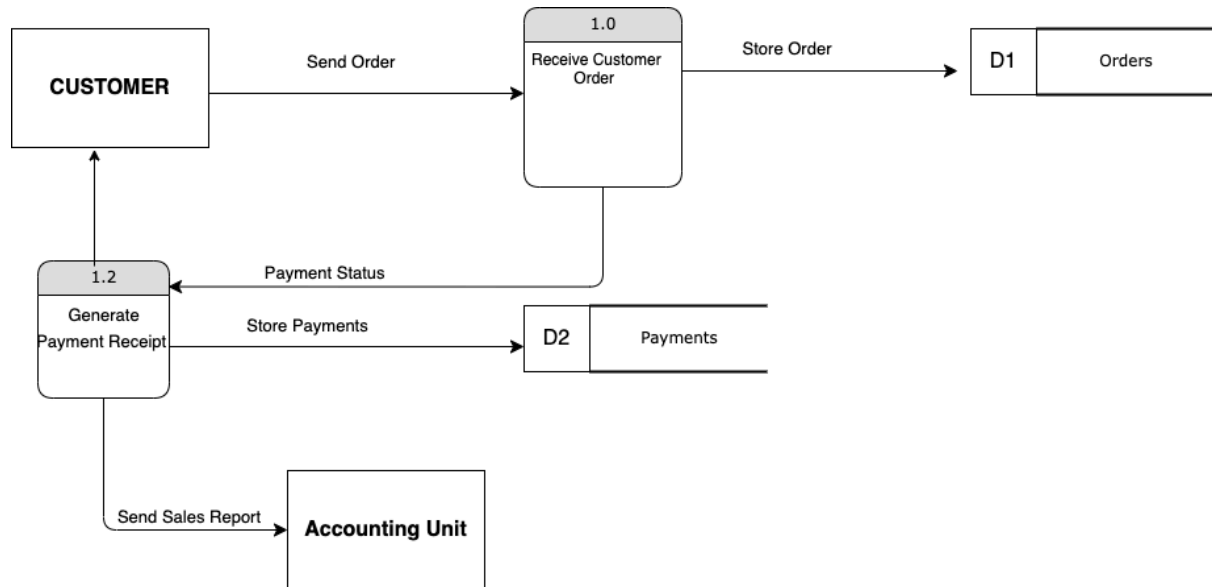 1.0
CUSTOMER
Send Order
Receive Customer
Order
Store Order
D1
Orders
1.2
Generate
Payment Receipt
Payment Status
Store Payments
D2
Payments
Send Sales Report
Accounting Unit